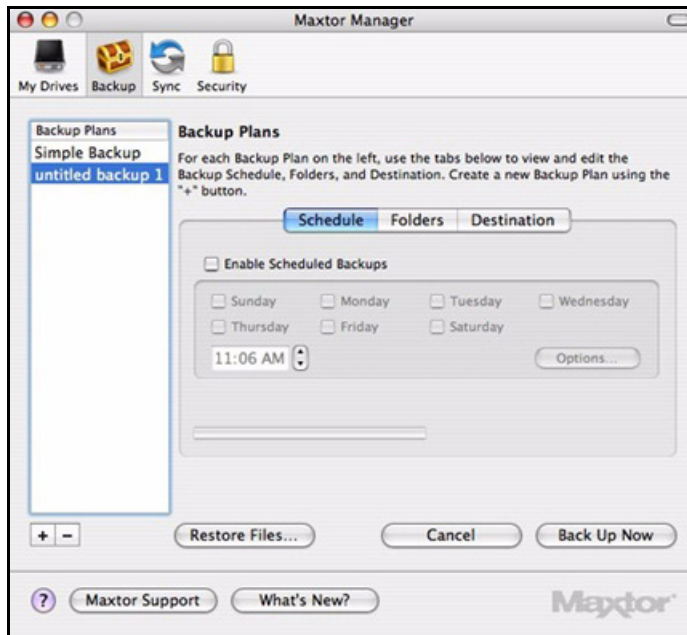 Maxtor Manager
My Drives Backup Sync Security
Backup Plans
Simple Backup
untitled backup 1
Backup Plans
For each Backup Plan on the left, use the tabs below to view and edit the
Backup Schedule, Folders, and Destination. Create a new Backup Plan using the
"+" button.
Schedule Folders Destination
Enable Scheduled Backups
Sunday Monday Tuesday Wednesday
Thursday Friday Saturday
11:06 AM Options...
+ − Restore Files... Cancel Back Up Now
? Maxtor Support What's New? Maxtor